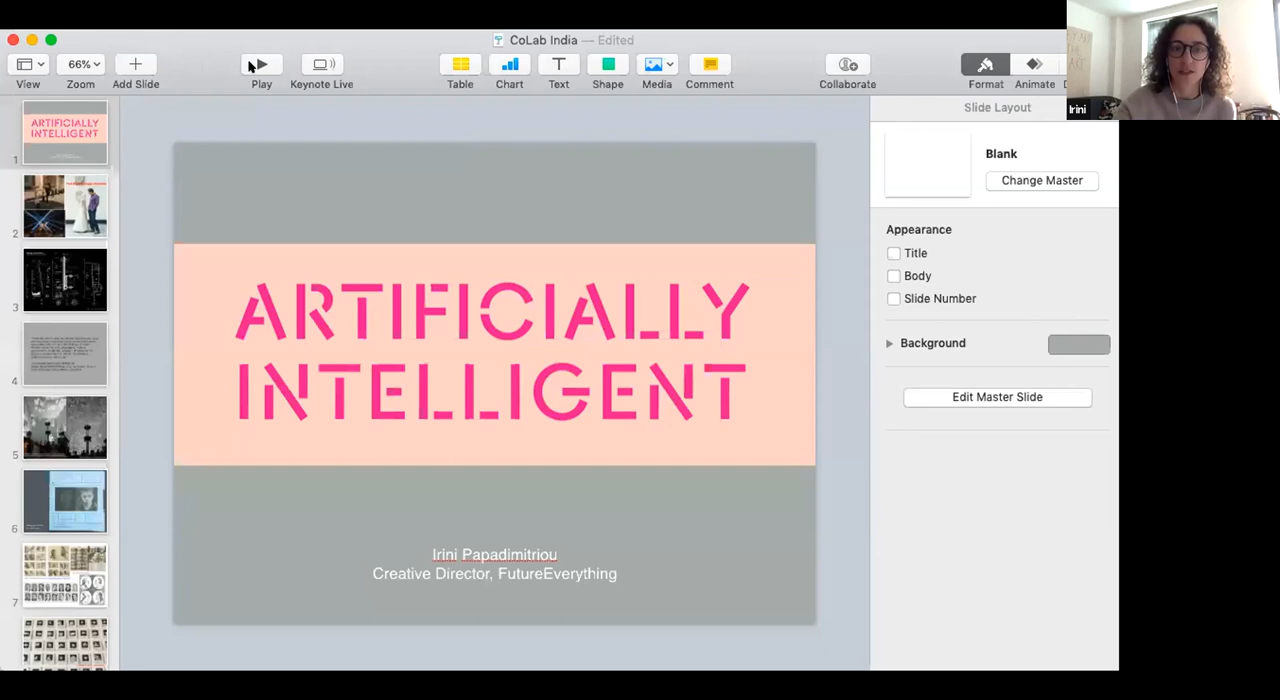 CoLab India — Edited
View
66%
Zoom
Add Slide
Play
Keynote Live
Table
Chart
T
Text
Shape
Media
Comment
Collaborate
Format
Animate
Irini
Slide Layout
Blank
Change Master
Appearance
Title
Body
Slide Number
Background
Edit Master Slide
ARTIFICIALLY
INTELLIGENT
1
2
3
4
5
6
7
ARTIFICIALLY
INTELLIGENT
Irini Papadimitriou
Creative Director, FutureEverything